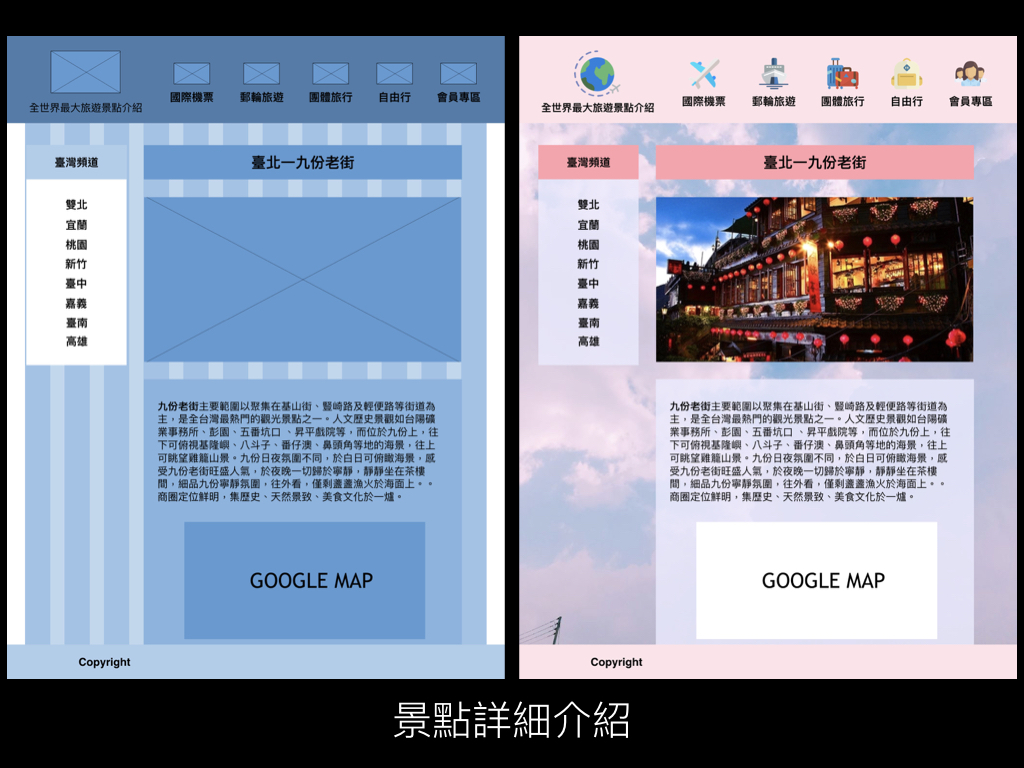 全世界最大旅遊景點介紹
國際機票
郵輪旅遊
團體旅行
自由行
會員專區
臺灣頻道
雙北
宜蘭
桃園
新竹
臺中
嘉義
臺南
高雄
臺北一九份老街
九份老街主要範圍以聚集在基山街、豎崎路及輕便路等街道為
主，是全台灣最熱門的觀光景點之一。人文歷史景觀如台陽礦
業事務所、彭園、五番坑口 、昇平戲院等，而位於九份上，往
下可俯視基隆嶼、八斗子、番仔澳、鼻頭角等地的海景，往上
可眺望雞籠山景。九份日夜氛圍不同，於白日可俯瞰海景，感
受九份老街旺盛人氣，於夜晚一切歸於寧靜，靜靜坐在茶樓
間，細品九份寧靜氛圍，往外看，僅剩盞盞漁火於海面上。。
商圈定位鮮明，集歷史、天然景致、美食文化於一爐。
GOOGLE MAP
Copyright
全世界最大旅遊景點介紹
國際機票
郵輪旅遊
團體旅行
自由行
會員專區
臺灣頻道
雙北
宜蘭
桃園
新竹
臺中
嘉義
臺南
高雄
臺北一九份老街
九份老街主要範圍以聚集在基山街、豎崎路及輕便路等街道為
主，是全台灣最熱門的觀光景點之一。人文歷史景觀如台陽礦
業事務所、彭園、五番坑口 、昇平戲院等，而位於九份上，往
下可俯視基隆嶼、八斗子、番仔澳、鼻頭角等地的海景，往上
可眺望雞籠山景。九份日夜氛圍不同，於白日可俯瞰海景，感
受九份老街旺盛人氣，於夜晚一切歸於寧靜，靜靜坐在茶樓
間，細品九份寧靜氛圍，往外看，僅剩盞盞漁火於海面上。。
商圈定位鮮明，集歷史、天然景致、美食文化於一爐。
GOOGLE MAP
Copyright
景點詳細介紹